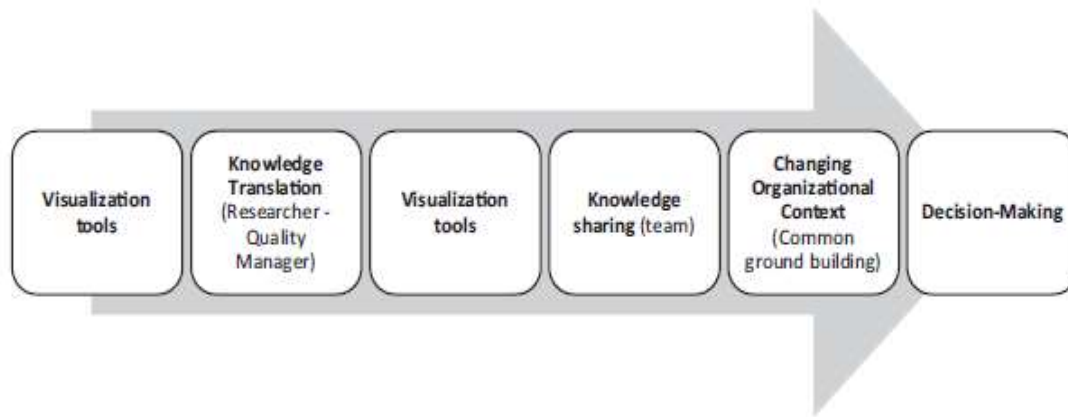 Visualization
tools
Knowledge
Translation
(Researcher -
Quality
Manager)
Visualization
tools
Knowledge
sharing (team)
Changing
Organizational
Context
(Common
ground building)
Decision-Making